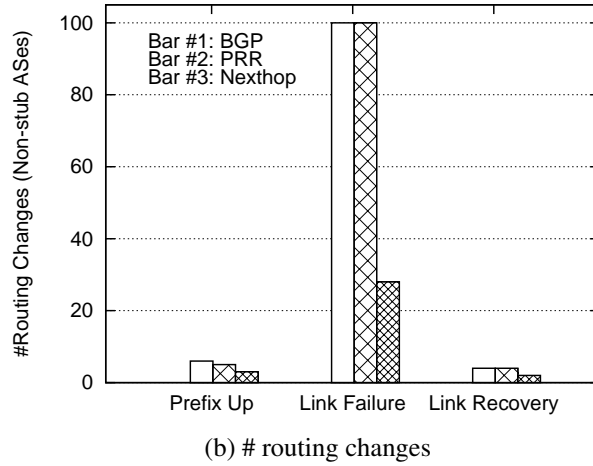 #Routing Changes (Non-stub ASes)
100
80
60
40
20
0
Bar #1: BGP
Bar #2: PRR
Bar #3: Nexthop
Prefix Up
Link Failure
Link Recovery
(b) # routing changes